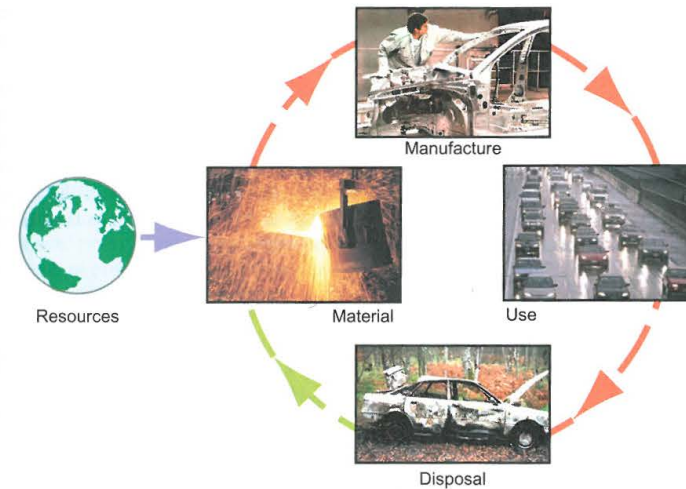 Manufacture
Resources
Material
Use
Disposal